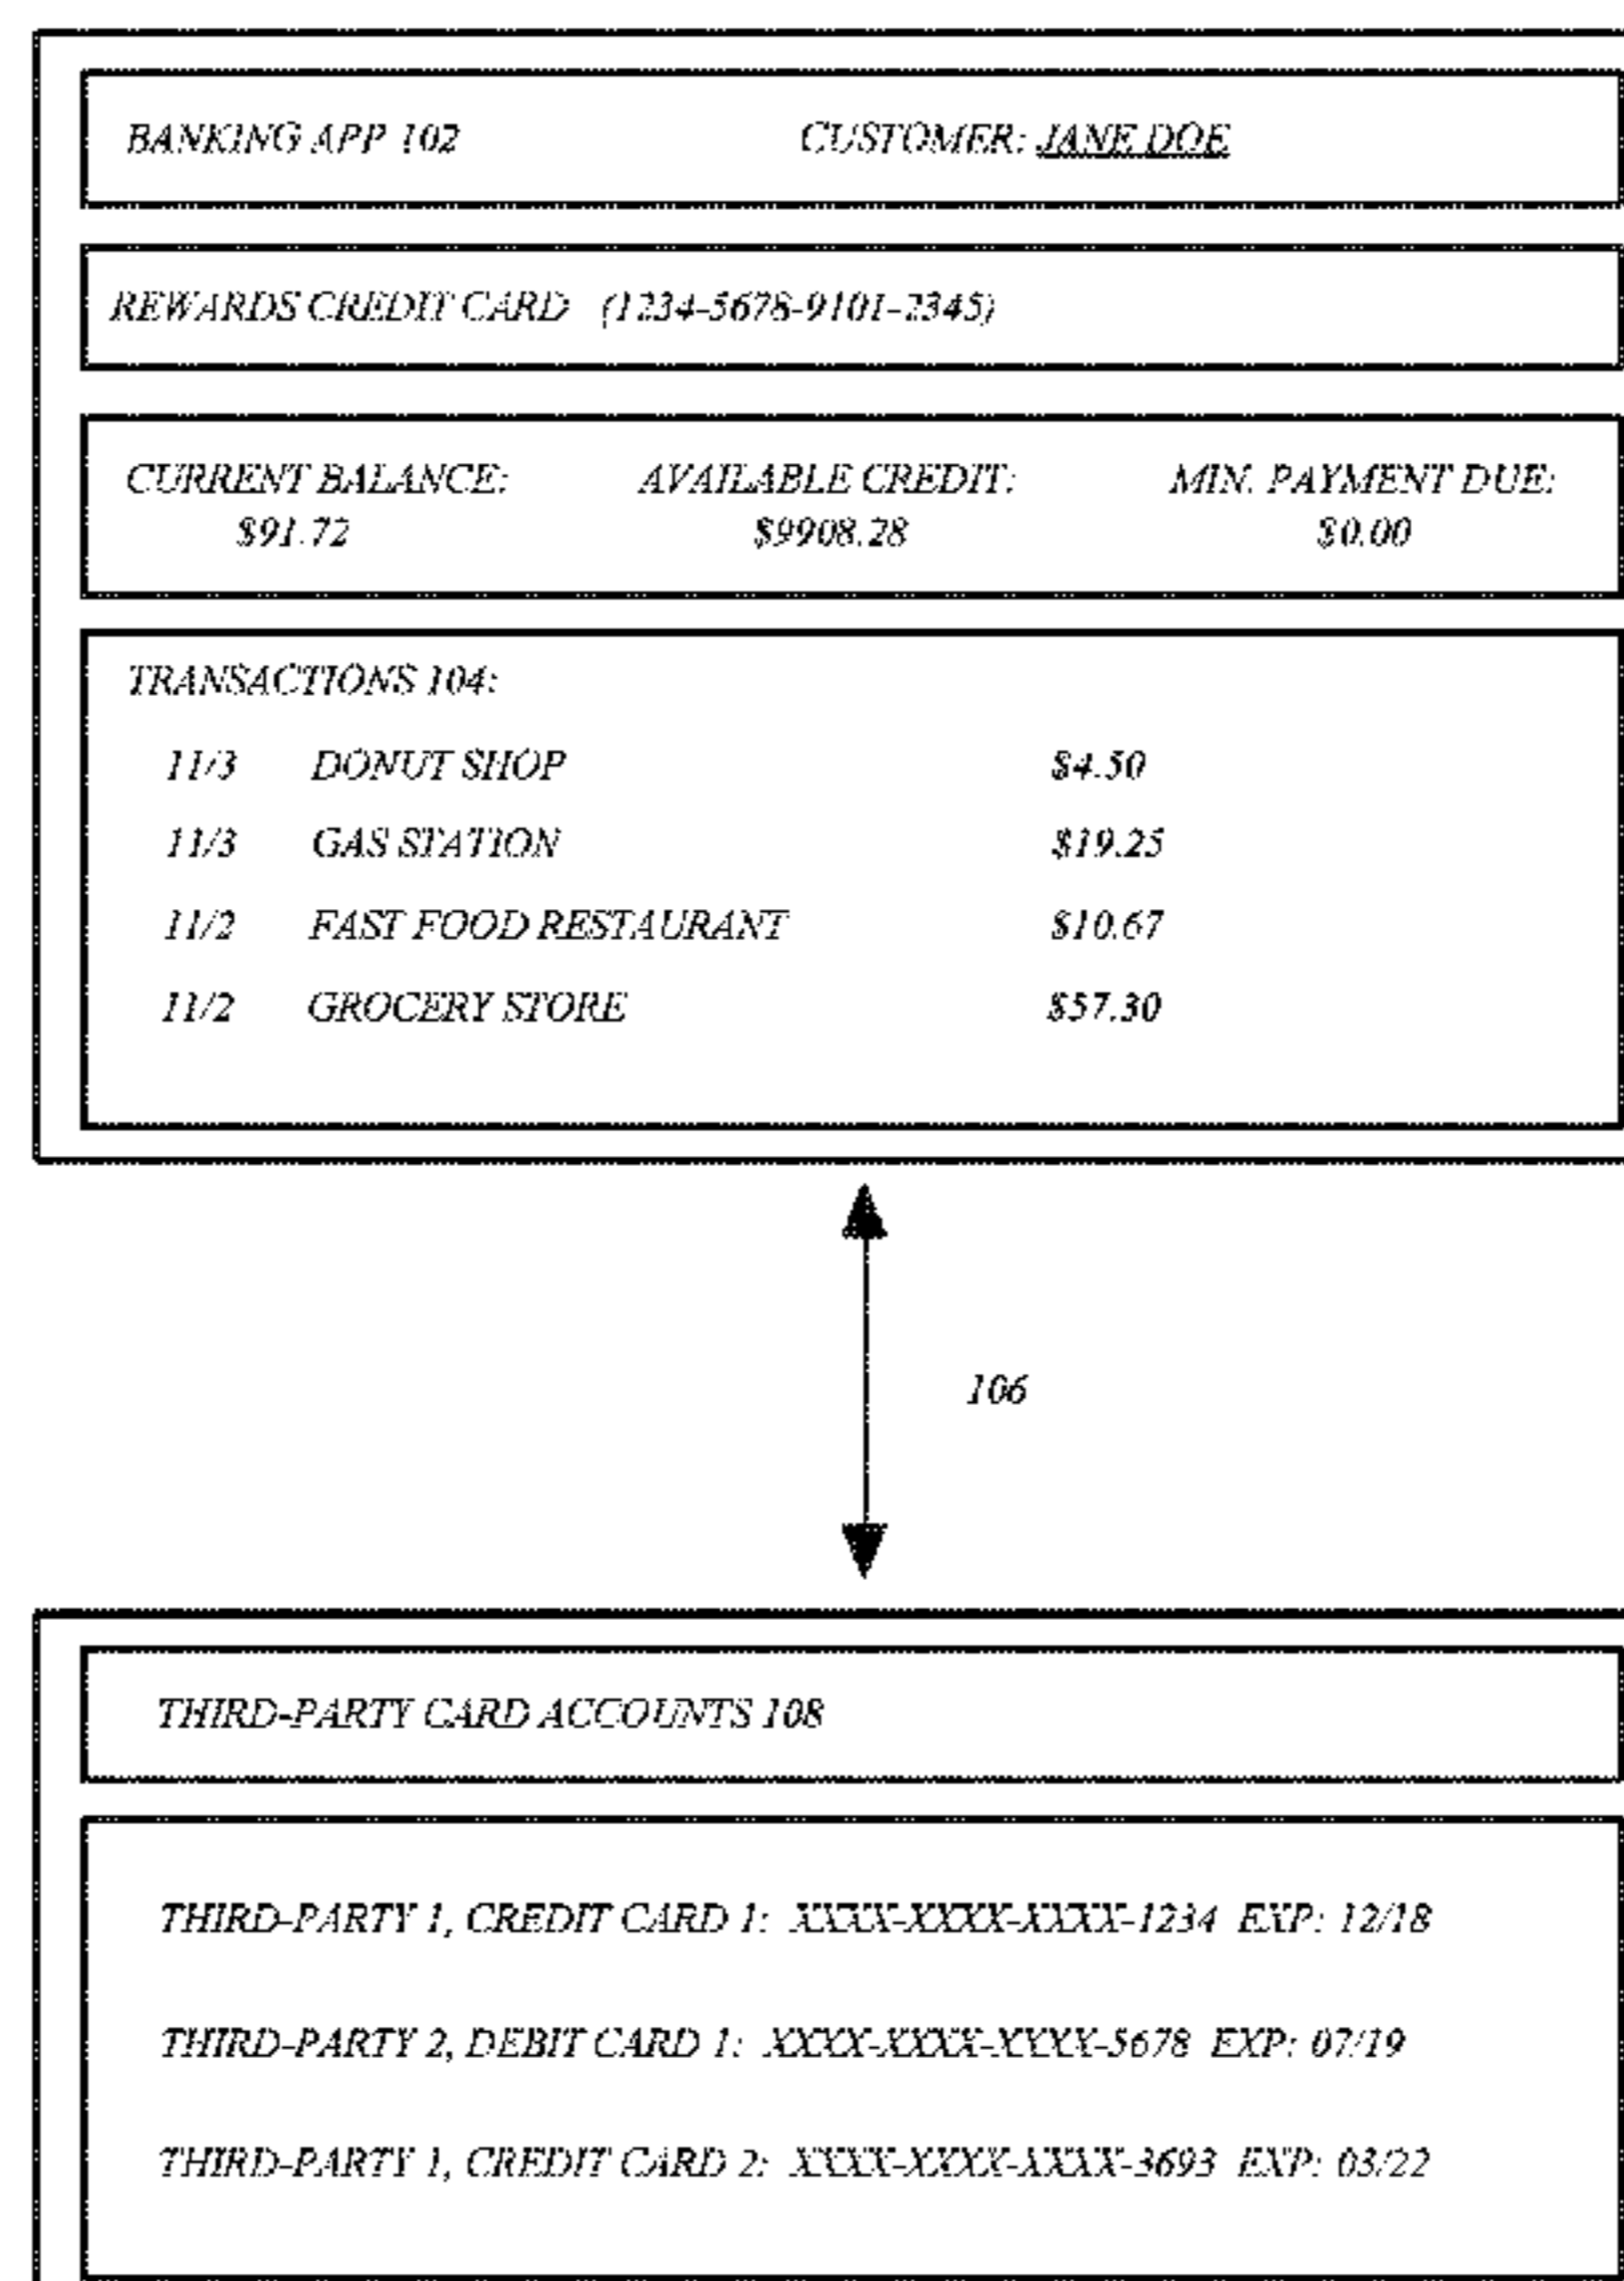 BANKING APP 102 CUSTOMER: JANE DOE
REWARDS CREDIT CARD (1234-5678-9101-2345)
CURRENT BALANCE: AVAILABLE CREDIT: MIN. PAYMENT DUE:
$91.72 $9908.28 $0.00
TRANSACTIONS 104:
11/3 DONUT SHOP $4.50
11/3 GAS STATION $19.25
11/2 FAST FOOD RESTAURANT $10.67
11/2 GROCERY STORE $57.30
106
THIRD-PARTY CARD ACCOUNTS 108
THIRD-PARTY 1, CREDIT CARD 1: XXXX-XXXX-XXXX-1234 EXP: 12/18
THIRD-PARTY 2, DEBIT CARD 1: XXXX-XXXX-XXXX-5678 EXP: 07/19
THIRD-PARTY 1, CREDIT CARD 2: XXXX-XXXX-XXXX-3693 EXP: 03/22